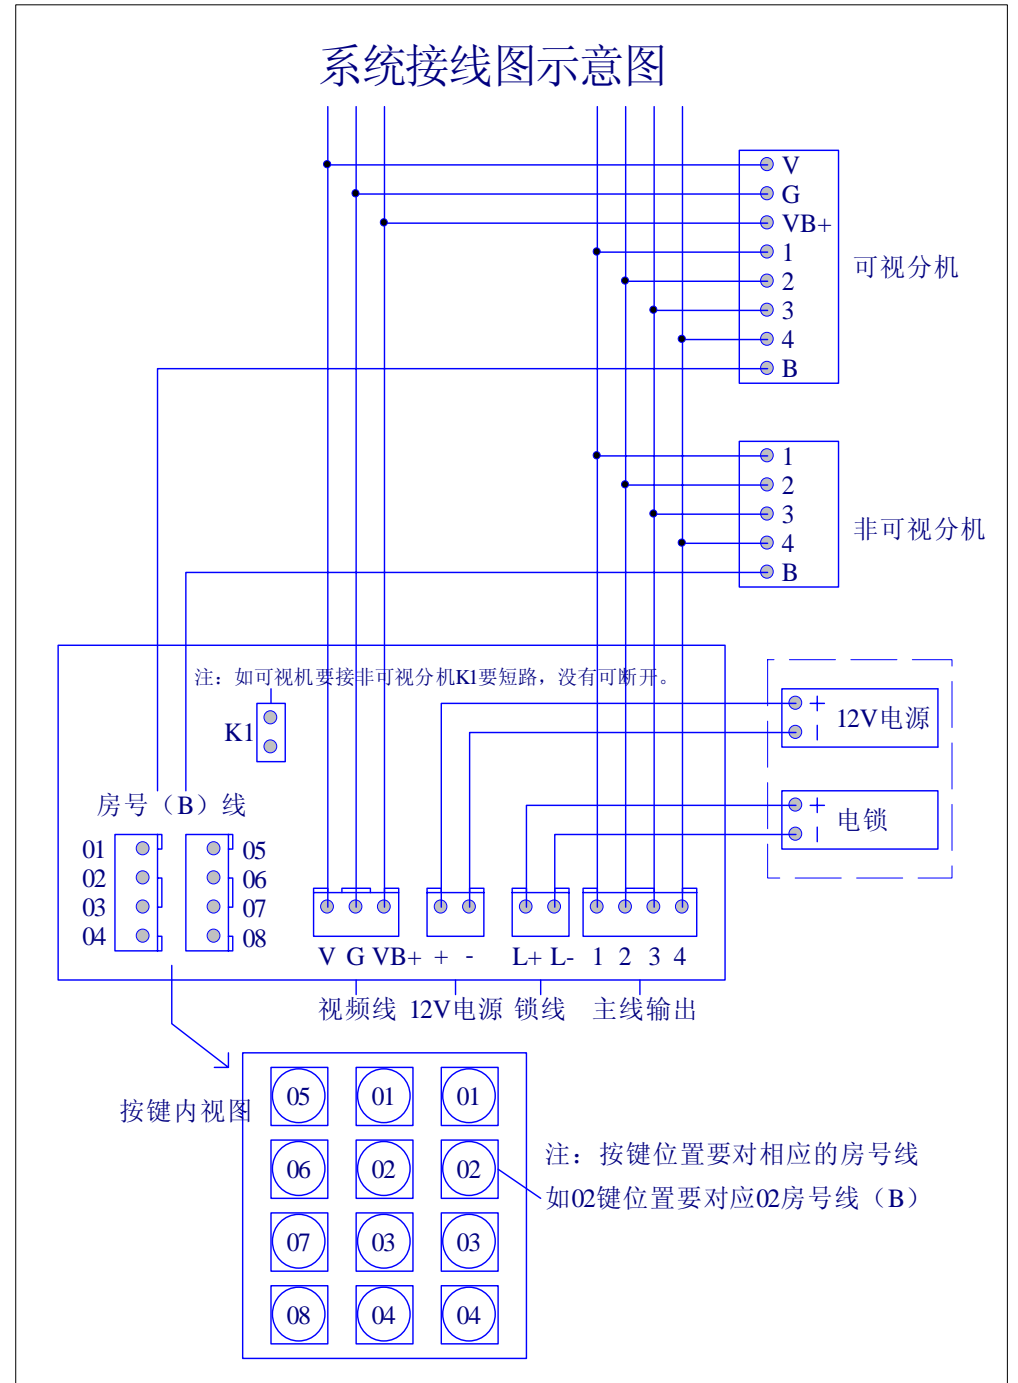 系统接线图示意图
V
G
VB+
1
2
3
4
B
可视分机
1
2
3
4
B
非可视分机
注：如可视机要接非可视分机K1要短路，没有可断开。
K1
+
-
12V电源
房号（B）线
+
-
电锁
01
02
03
04
05
06
07
08
V G VB+ + - L+ L- 1 2 3 4
视频线 12V电源 锁线 主线输出
按键内视图
05 01 01
06 02 02
07 03 03
08 04 04
注：按键位置要对相应的房号线
如02键位置要对应02房号线（B）